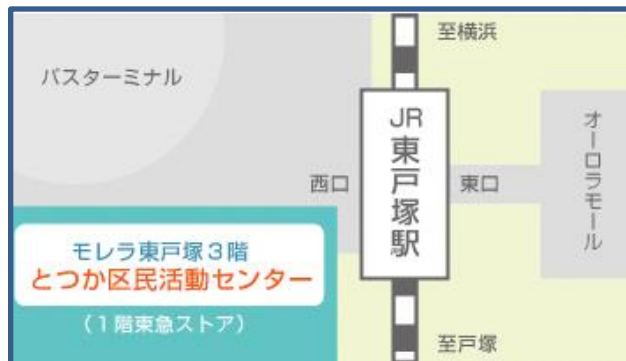 至横浜
バスターミナル
JR東戸塚駅
オーロラモール
西口
東口
モレラ東戸塚3階
とつか区民活動センター
(1階東急ストア)
至戸塚